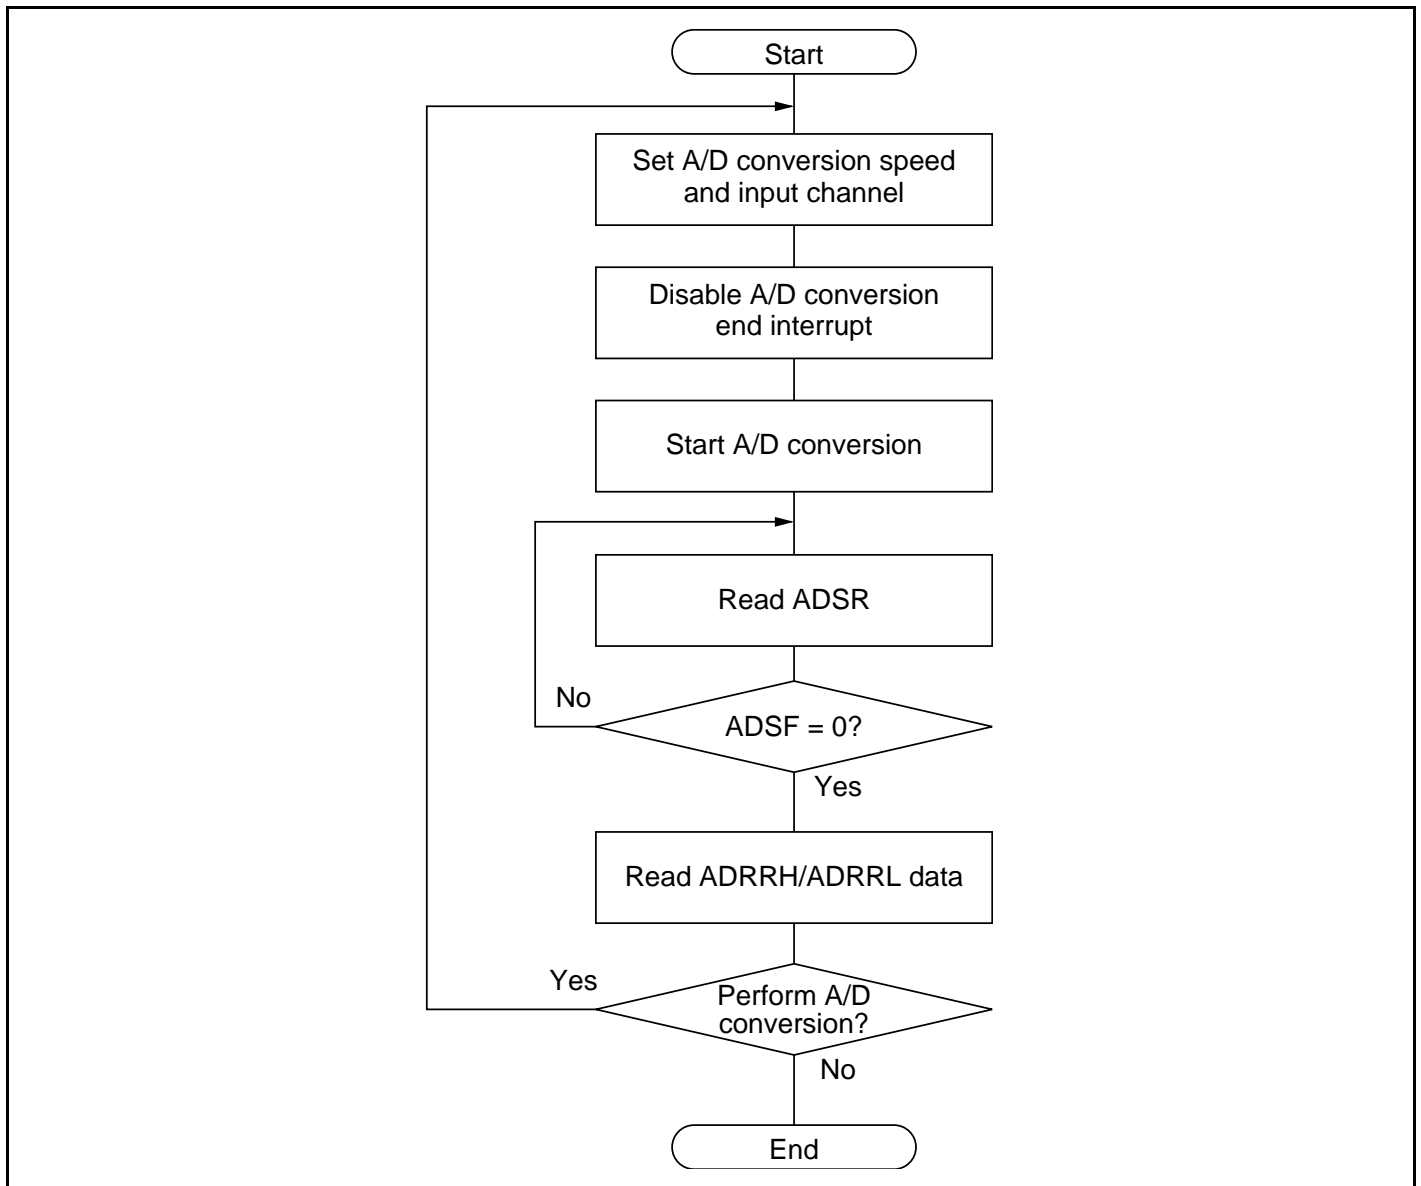 Start
Set A/D conversion speed
and input channel
Disable A/D conversion
end interrupt
Start A/D conversion
Read ADSR
No
ADSF = 0?
Yes
Read ADRRH/ADRRL data
Yes
Perform A/D
conversion?
No
End